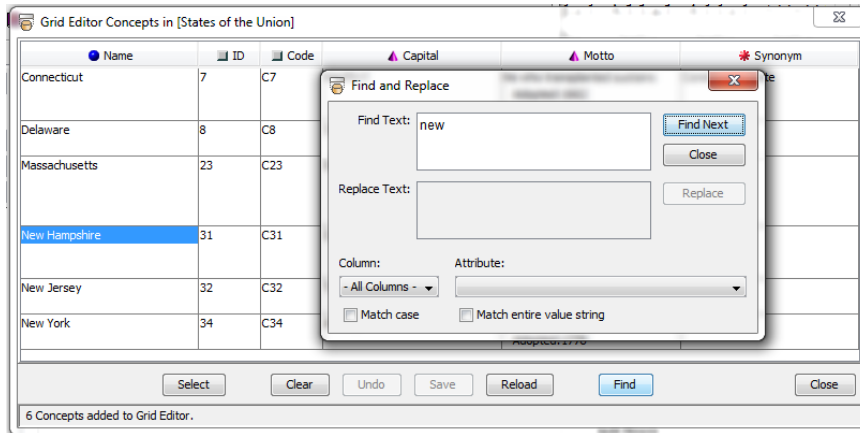 Grid Editor Concepts in [States of the Union]
Name ID Code Capital Motto Synonym
Connecticut 7 C7
Delaware 8 C8
Massachusetts 23 C23
New Hampshire 31 C31
New Jersey 32 C32
New York 34 C34
Find and Replace
Find Text: new
Find Next
Close
Replace Text:
Replace
Column: Attribute:
- All Columns -
Match case Match entire value string
Select Clear Undo Save Reload Find Close
6 Concepts added to Grid Editor.